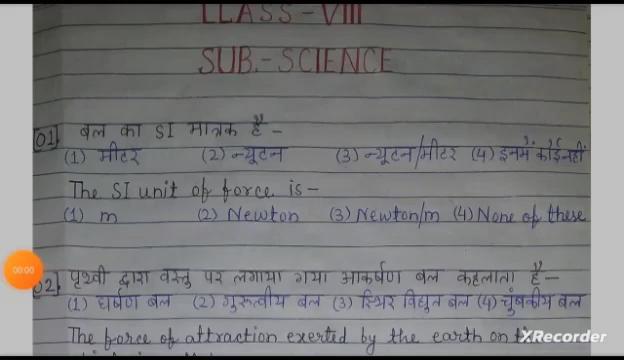 CLASS-VIII
SUB.- SCIENCE
01] बल का SI मात्रक है -
(1) मीटर (2) न्यूटन (3) न्यूटन/मीटर (4) इनमें कोई नहीं
The SI unit of force is -
(1) m (2) Newton (3) Newton/m (4) None of these
02] पृथ्वी द्वारा वस्तु पर लगाया गया आकर्षण बल कहलाता है -
(1) घर्षण बल (2) गुरुत्वीय बल (3) स्थिर विद्युत बल (4) चुंबकीय बल
The force of attraction exerted by the earth on
00:00
XRecorder